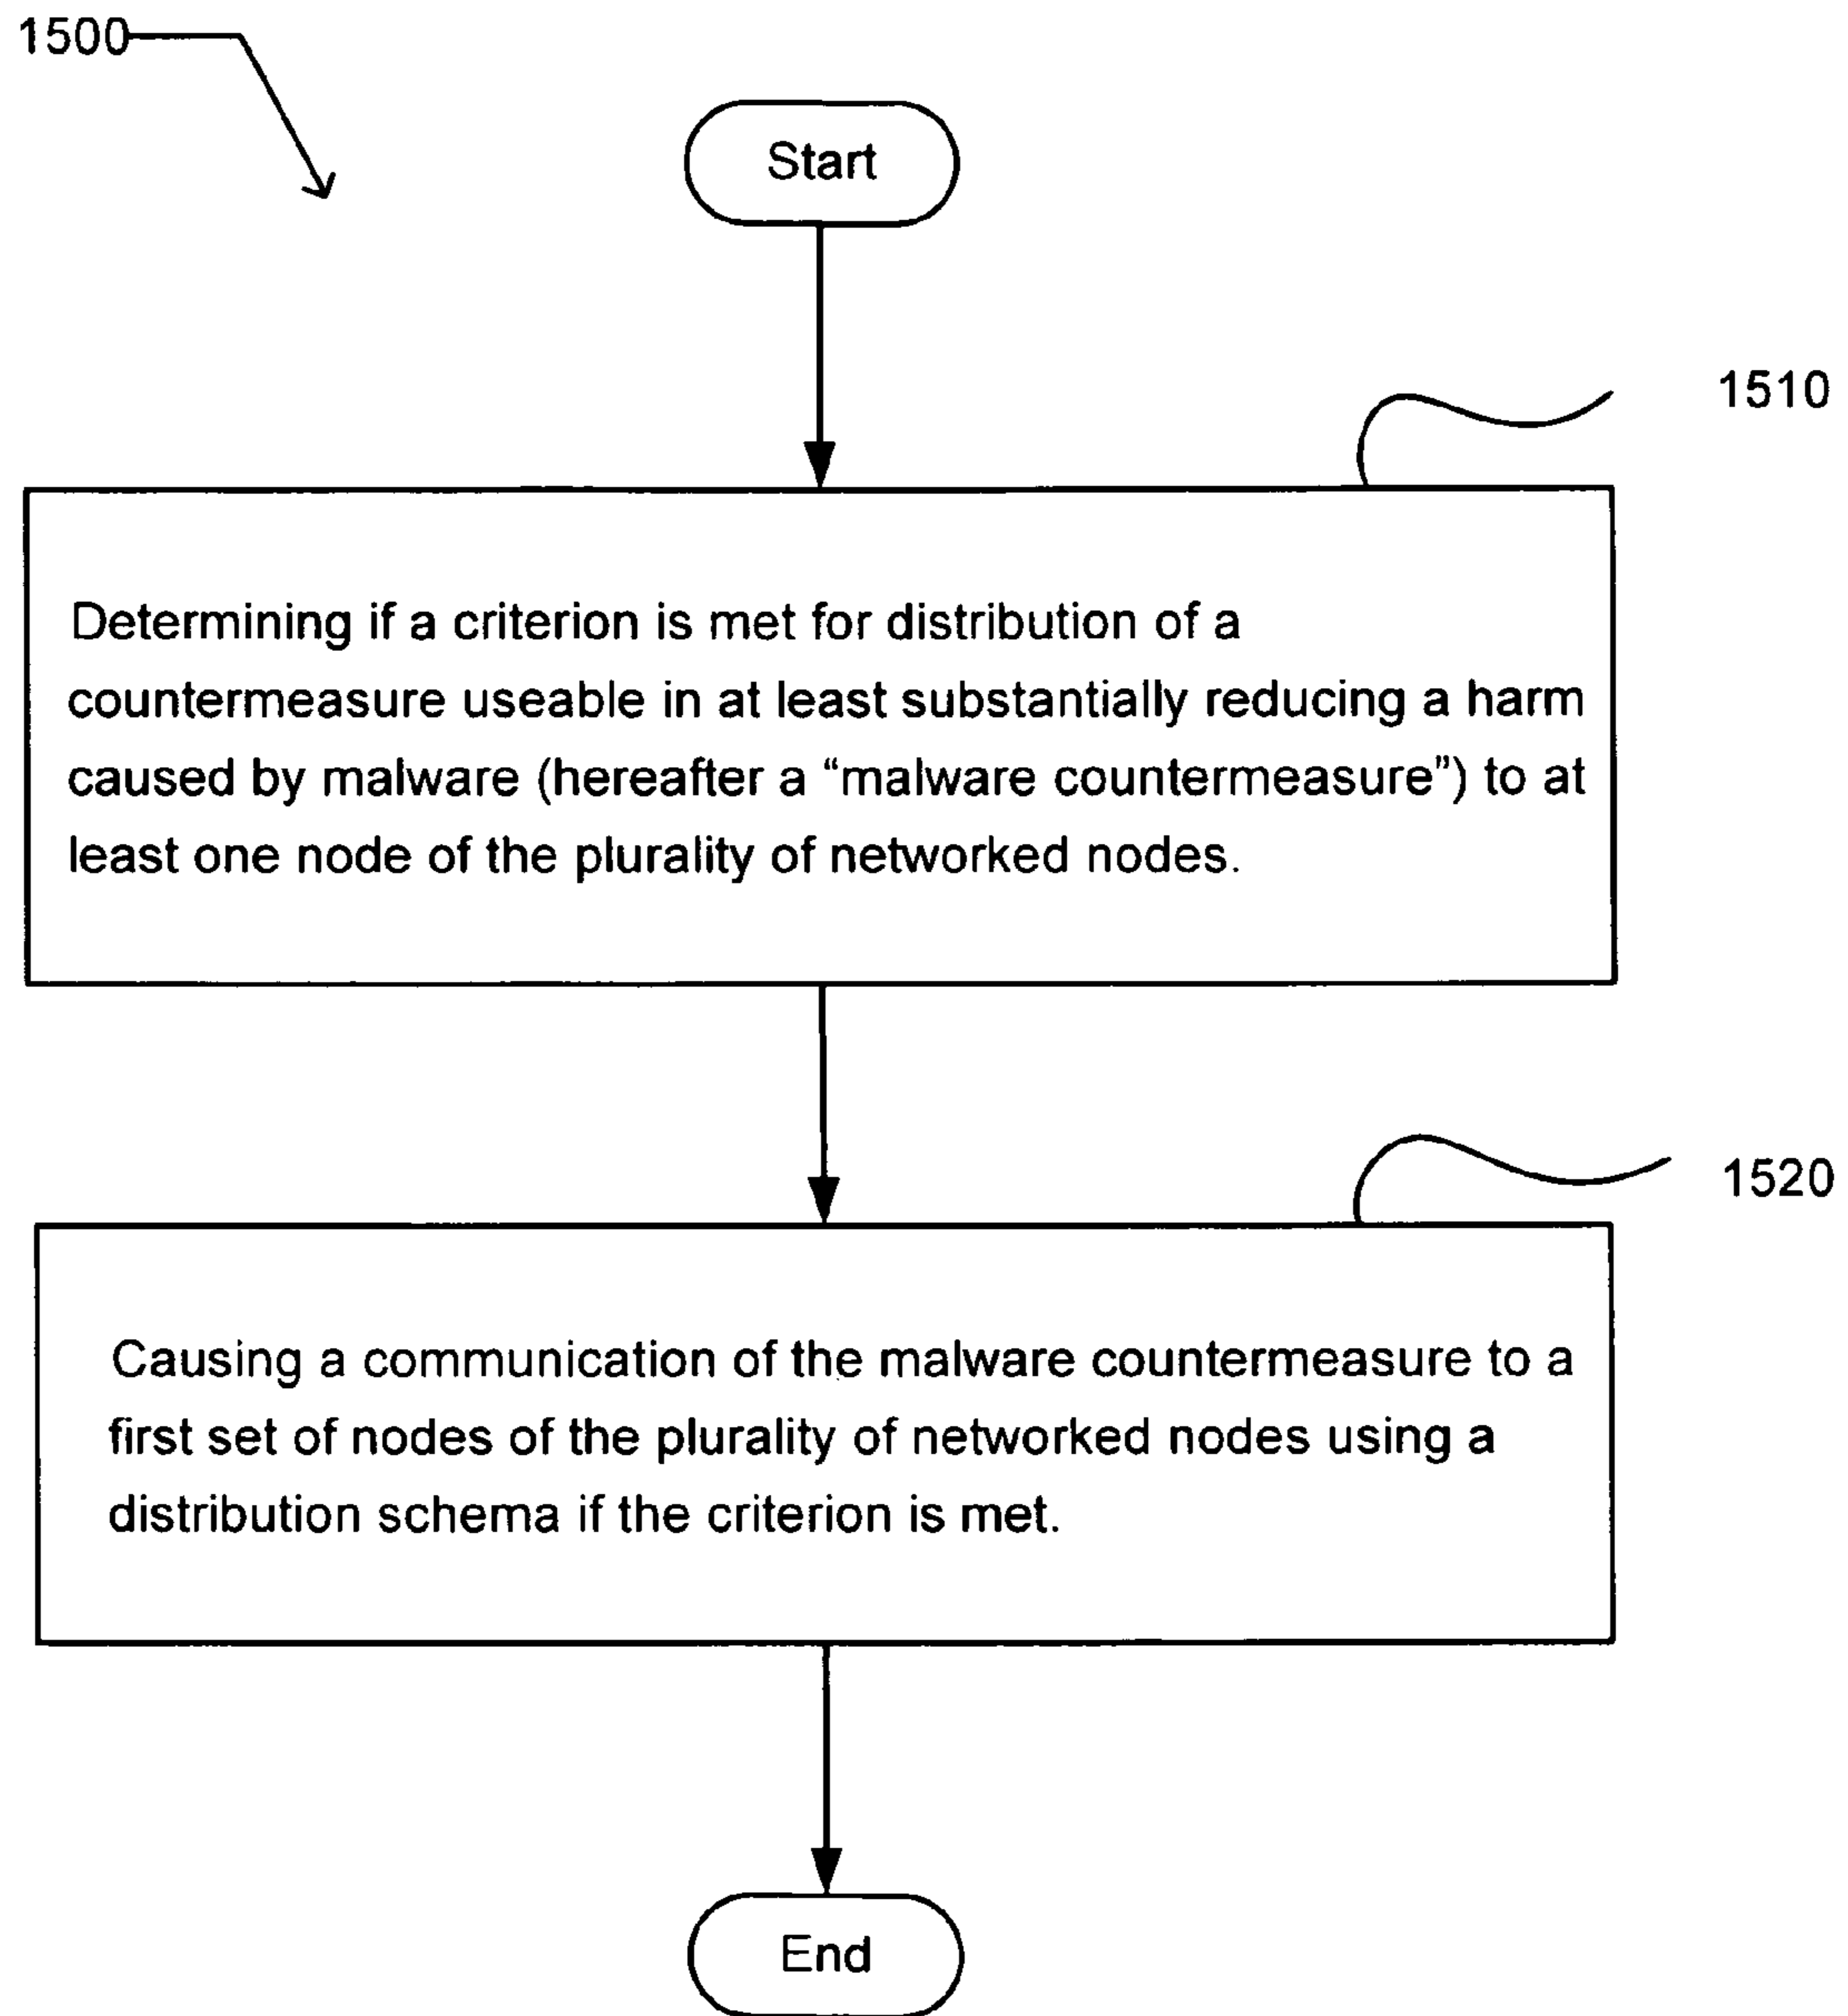 1500
Start
1510
Determining if a criterion is met for distribution of a
countermeasure useable in at least substantially reducing a harm
caused by malware (hereafter a “malware countermeasure”) to at
least one node of the plurality of networked nodes.
1520
Causing a communication of the malware countermeasure to a
first set of nodes of the plurality of networked nodes using a
distribution schema if the criterion is met.
End